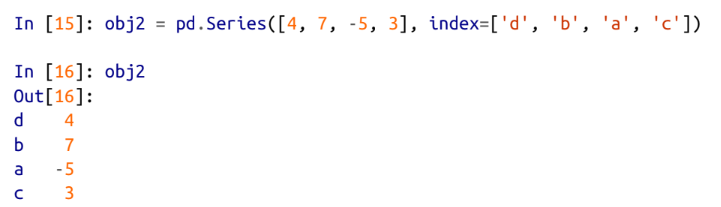 In [15]: obj2 = pd.Series([4, 7, -5, 3], index=['d', 'b', 'a', 'c'])
In [16]: obj2
Out[16]:
d    4
b    7
a   -5
c    3